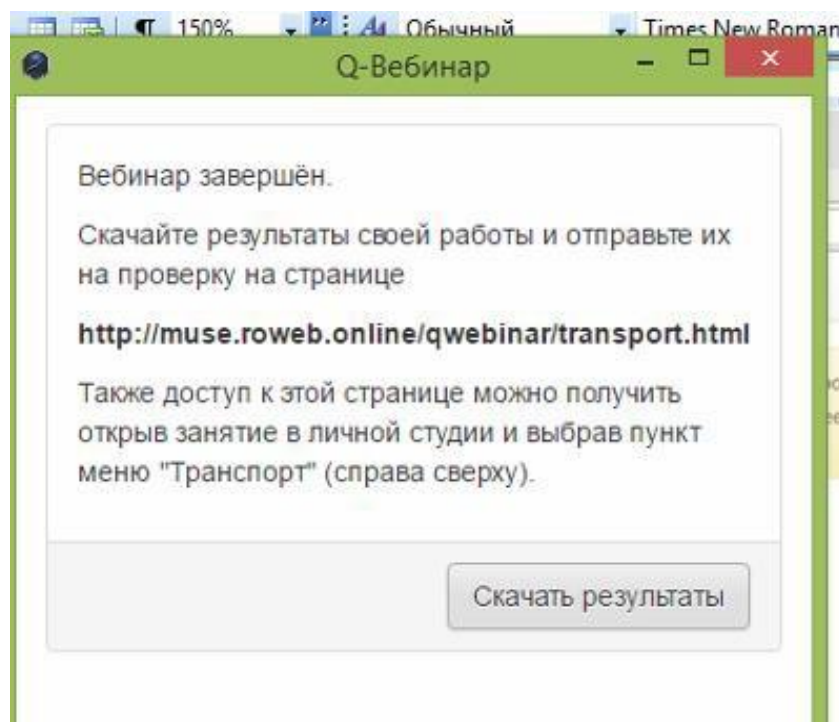 150% Обычный Times New Roman
Q-Вебинар
Вебинар завершён.
Скачайте результаты своей работы и отправьте их
на проверку на странице
http://muse.roweb.online/qwebinar/transport.html
Также доступ к этой странице можно получить
открыв занятие в личной студии и выбрав пункт
меню "Транспорт" (справа сверху).
Скачать результаты